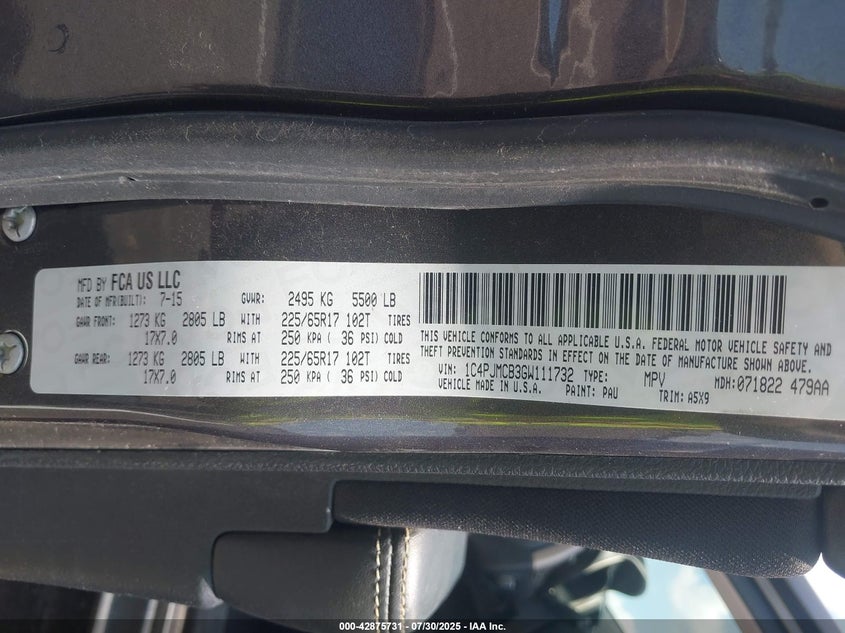 MFD BY FCA US LLC
DATE OF MFR(BUILT): 7-15 GVWR: 2495 KG 5500 LB
GAWR FRONT: 1273 KG 2805 LB WITH 225/65R17 102T TIRES
17X7.0 RIMS AT 250 KPA ( 36 PSI) COLD
GAWR REAR: 1273 KG 2805 LB WITH 225/65R17 102T TIRES
17X7.0 RIMS AT 250 KPA ( 36 PSI) COLD
THIS VEHICLE CONFORMS TO ALL APPLICABLE U.S.A. FEDERAL MOTOR VEHICLE SAFETY AND
THEFT PREVENTION STANDARDS IN EFFECT ON THE DATE OF MANUFACTURE SHOWN ABOVE.
VIN: 1C4PJMCB3GW111732 TYPE: MPV MDH: 071822 479AA
VEHICLE MADE IN U.S.A. PAINT: PAU TRIM: A5X9
000-42875731 - 07/30/2025 - IAA Inc.